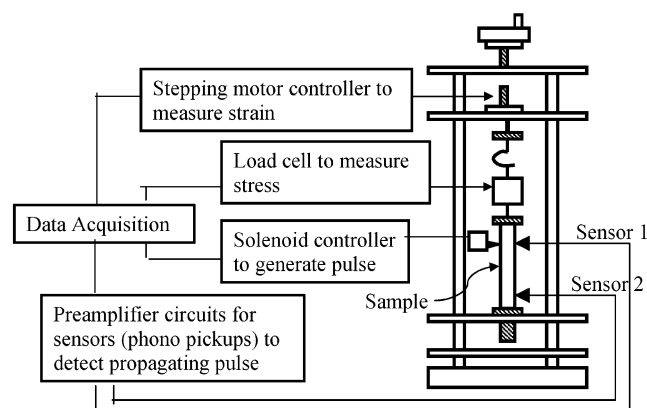 Stepping motor controller to
measure strain
Load cell to measure
stress
Data Acquisition
Solenoid controller
to generate pulse
Sensor 1
Sensor 2
Sample
Preamplifier circuits for
sensors (phono pickups) to
detect propagating pulse